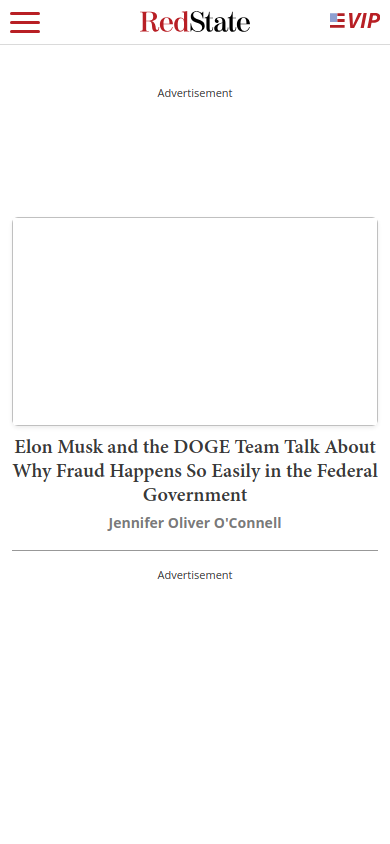 RedState
VIP
Advertisement
Elon Musk and the DOGE Team Talk About
Why Fraud Happens So Easily in the Federal
Government
Jennifer Oliver O'Connell
Advertisement